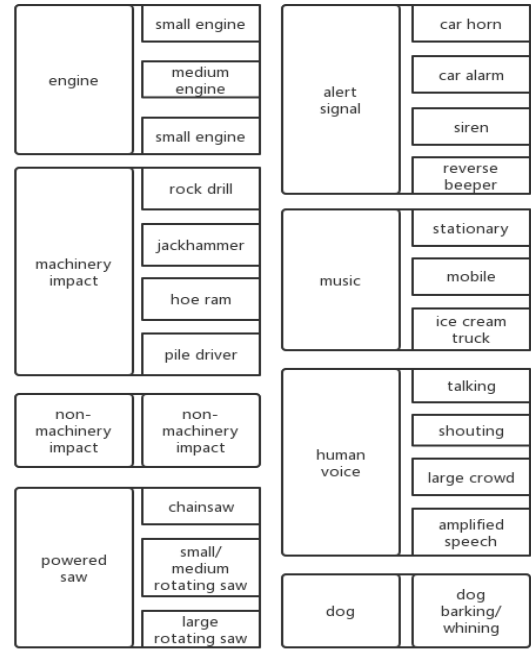 engine
small engine
medium
engine
small engine
machinery
impact
rock drill
jackhammer
hoe ram
pile driver
non-
machinery
impact
non-
machinery
impact
powered
saw
chainsaw
small/
medium
rotating saw
large
rotating saw
alert
signal
car horn
car alarm
siren
reverse
beeper
music
stationary
mobile
ice cream
truck
human
voice
talking
shouting
large crowd
amplified
speech
dog
dog
barking/
whining